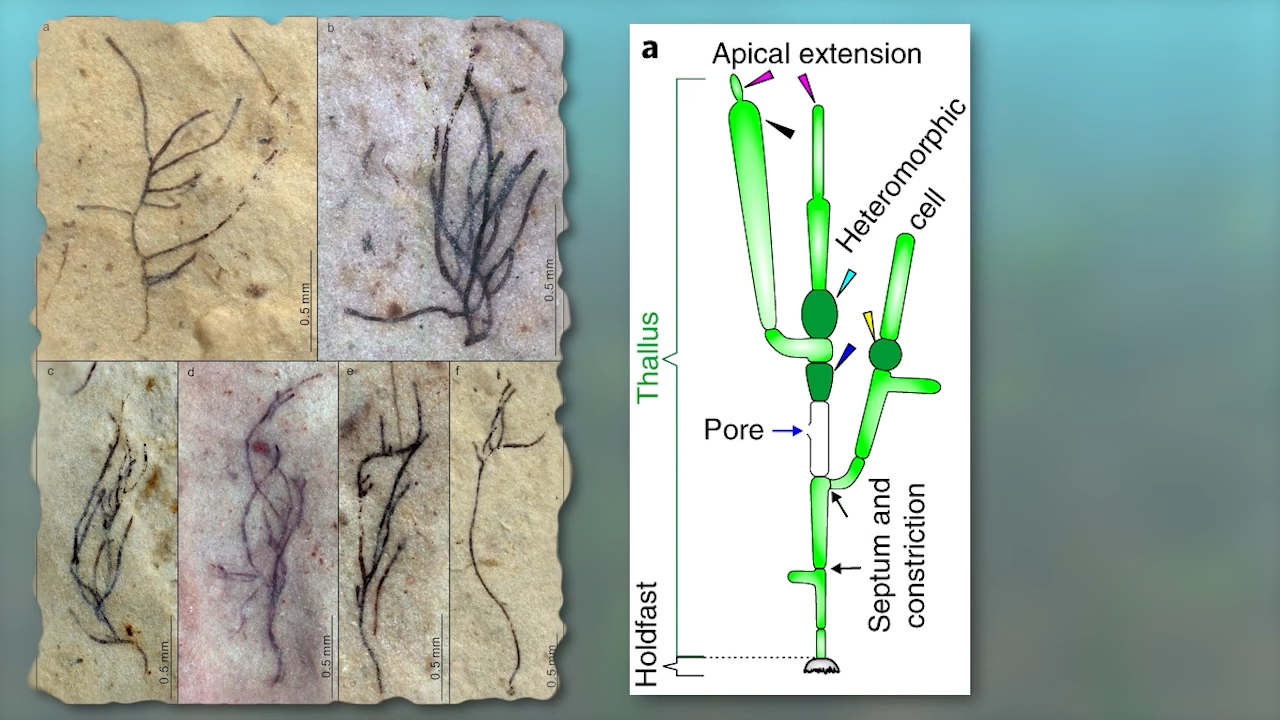 a
b
0.5 mm
0.5 mm
c
d
e
f
0.5 mm
0.5 mm
0.5 mm
0.5 mm
a
Apical extension
Heteromorphic
cell
Thallus
Pore
Septum and
constriction
Holdfast